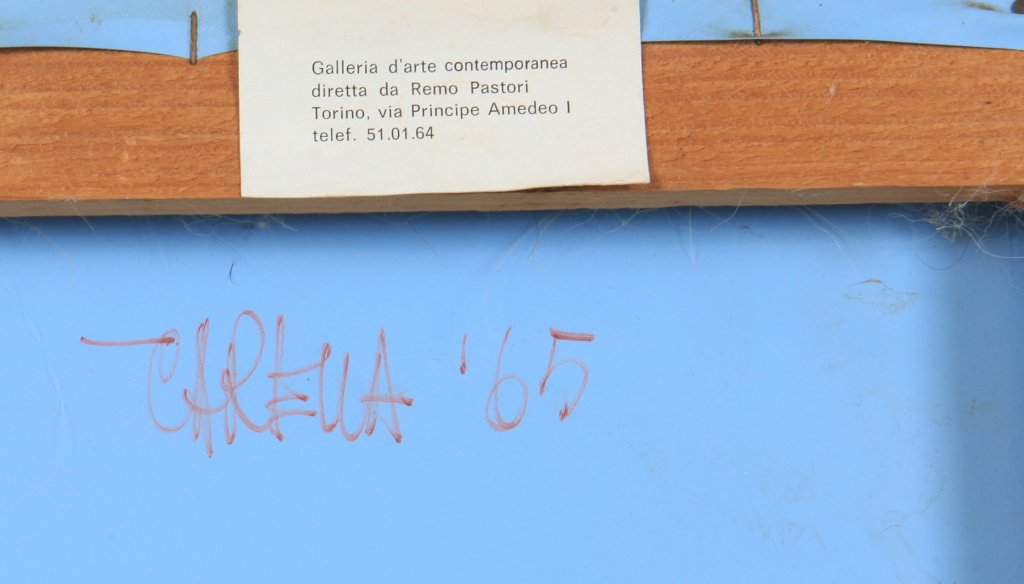 Galleria d'arte contemporanea
diretta da Remo Pastori
Torino, via Principe Amedeo I
telef. 51.01.64
CARENA '65